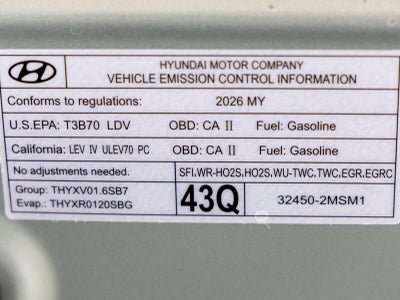 HYUNDAI MOTOR COMPANY
VEHICLE EMISSION CONTROL INFORMATION
Conforms to regulations: 2026 MY
U.S.EPA: T3B70 LDV OBD: CA II Fuel: Gasoline
California: LEV IV ULEV70 PC OBD: CA II Fuel: Gasoline
No adjustments needed. SFI,WR-HO2S,HO2S,WU-TWC,TWC,EGR,EGRC
Group: THYXV01.6SB7
Evap.: THYXR0120SBG
43Q 32450-2MSM1